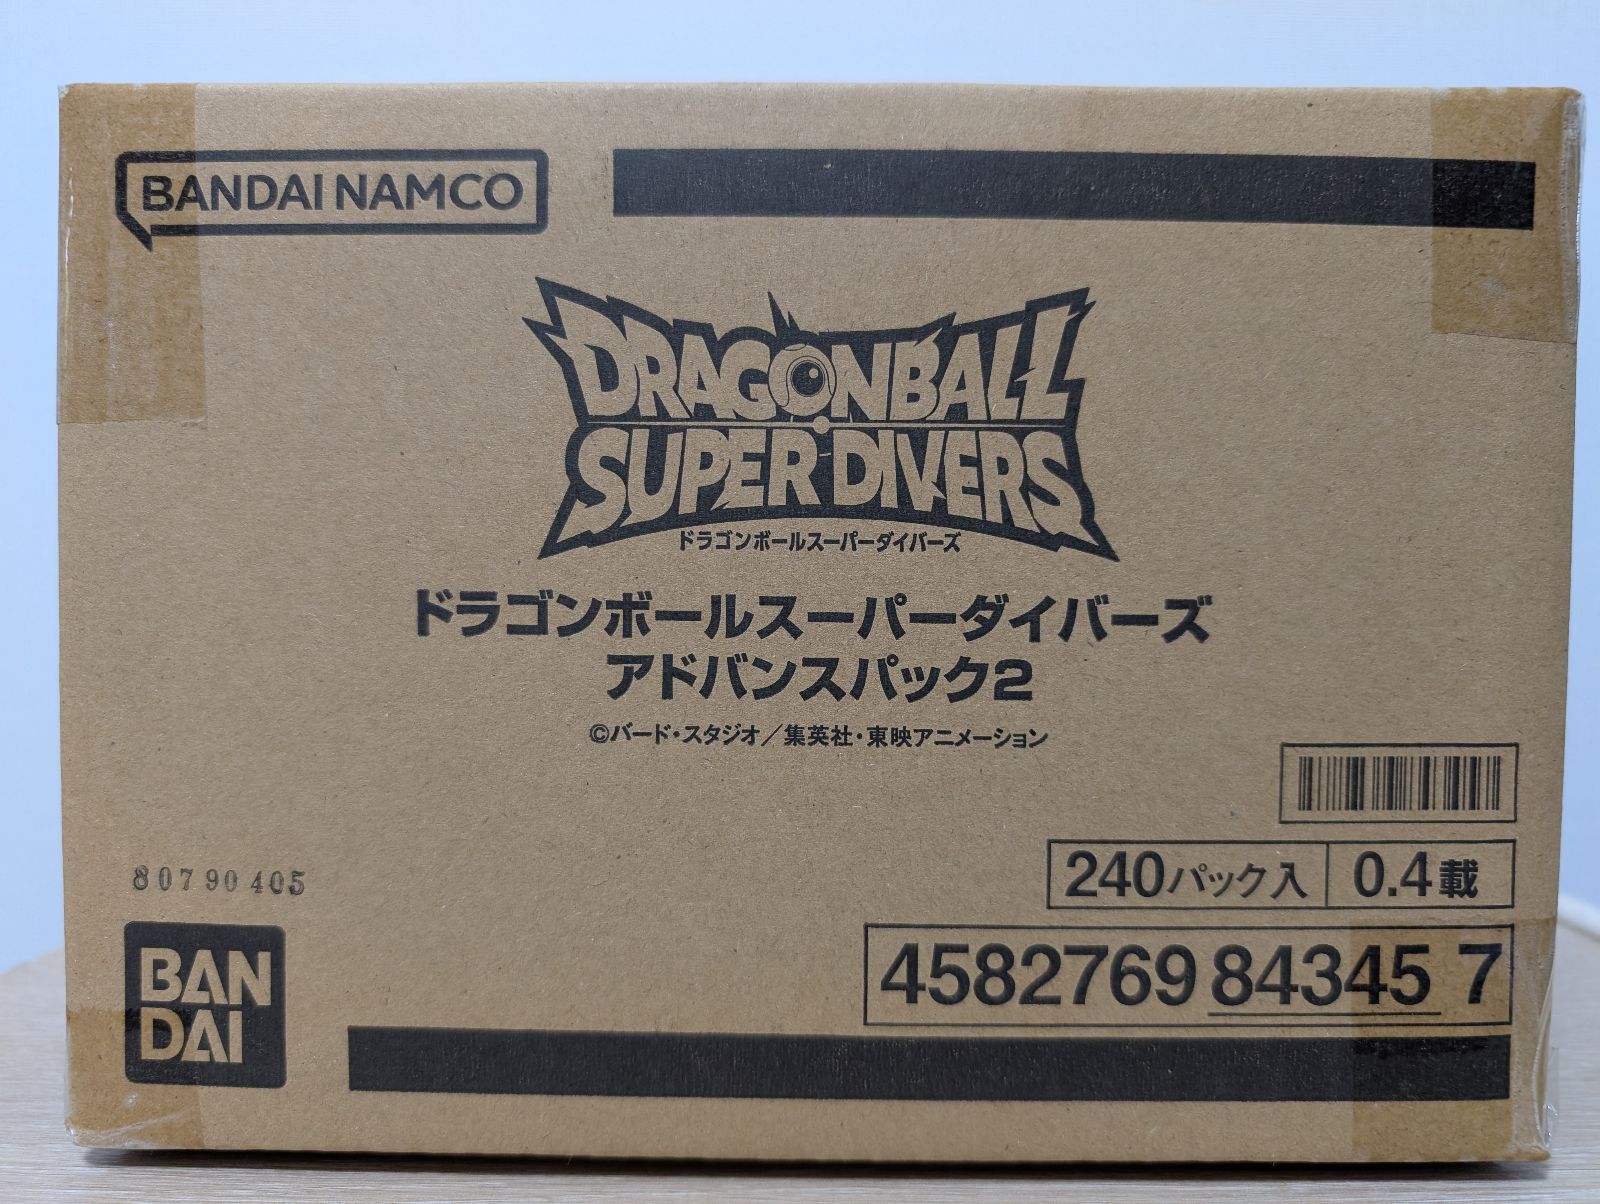 BANDAI NAMCO
DRAGONBALL
SUPER DIVERS
ドラゴンボールスーパーダイバーズ
ドラゴンボールスーパーダイバーズ
アドバンスパック2
©バード・スタジオ／集英社・東映アニメーション
240パック入 0.4載
80790405
4582769 84345 7
BAN
DAI